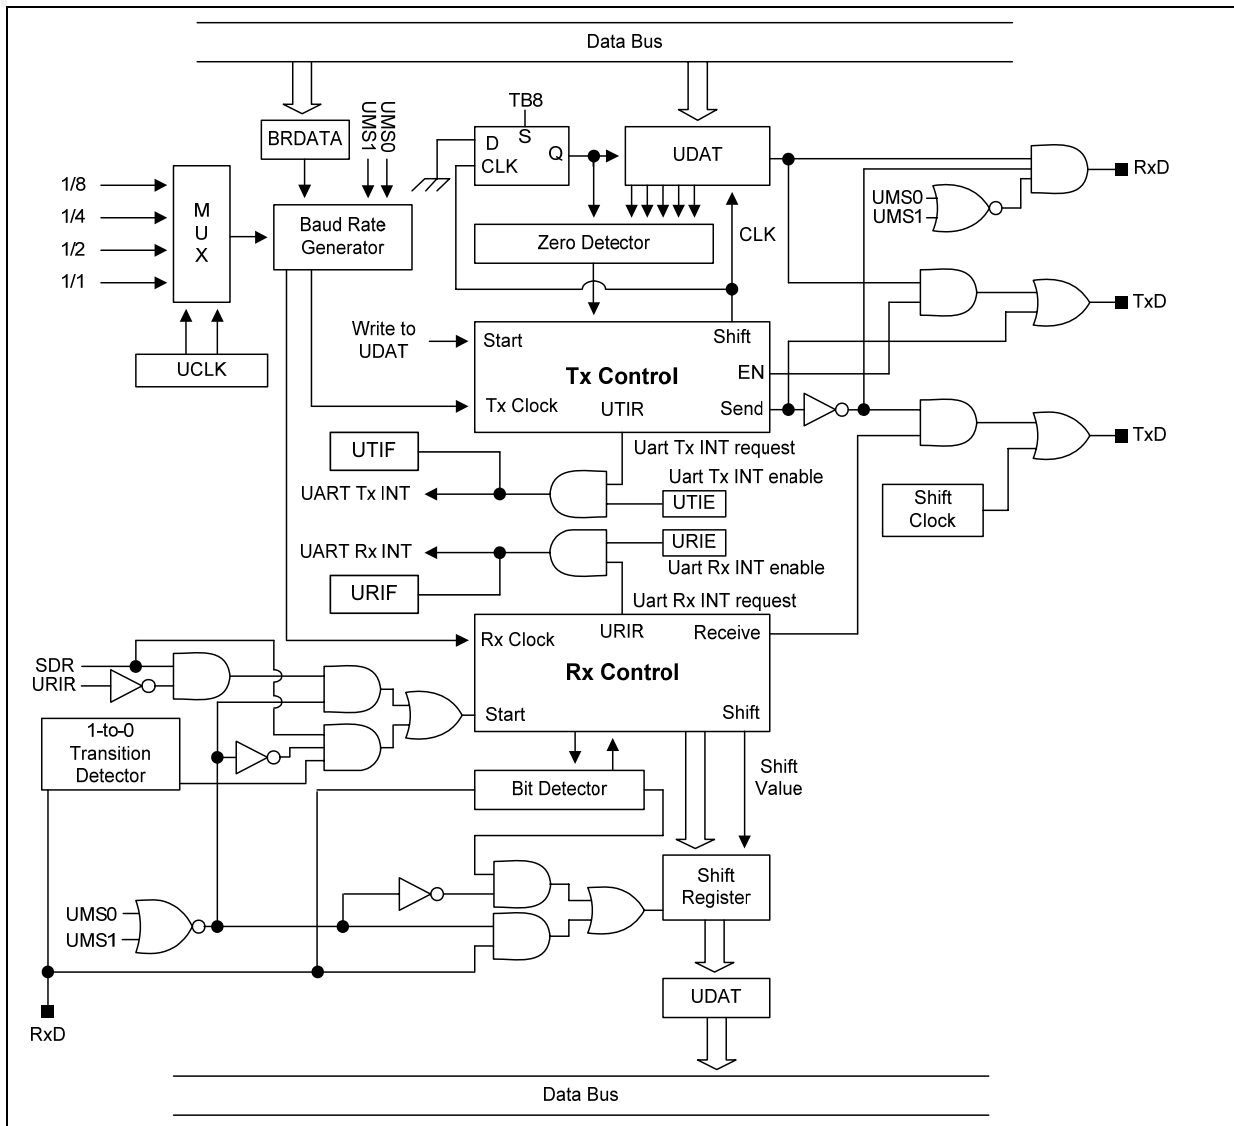 Data Bus
BRDATA
UMS1
UMS0
TB8
S
D
CLK
Q
UDAT
RxD
1/8
1/4
1/2
1/1
M
U
X
Baud Rate
Generator
Zero Detector
CLK
UMS0
UMS1
UCLK
Write to
UDAT
Start
Shift
Tx Control
EN
Tx Clock
UTIR
Send
TxD
TxD
UTIF
Uart Tx INT request
Uart Tx INT enable
UART Tx INT
UTIE
Shift
Clock
UART Rx INT
URIE
Uart Rx INT enable
URIF
Uart Rx INT request
Rx Clock
URIR
Receive
Rx Control
SDR
URIR
Start
Shift
1-to-0
Transition
Detector
Bit Detector
Shift
Value
Shift
Register
UMS0
UMS1
UDAT
RxD
Data Bus